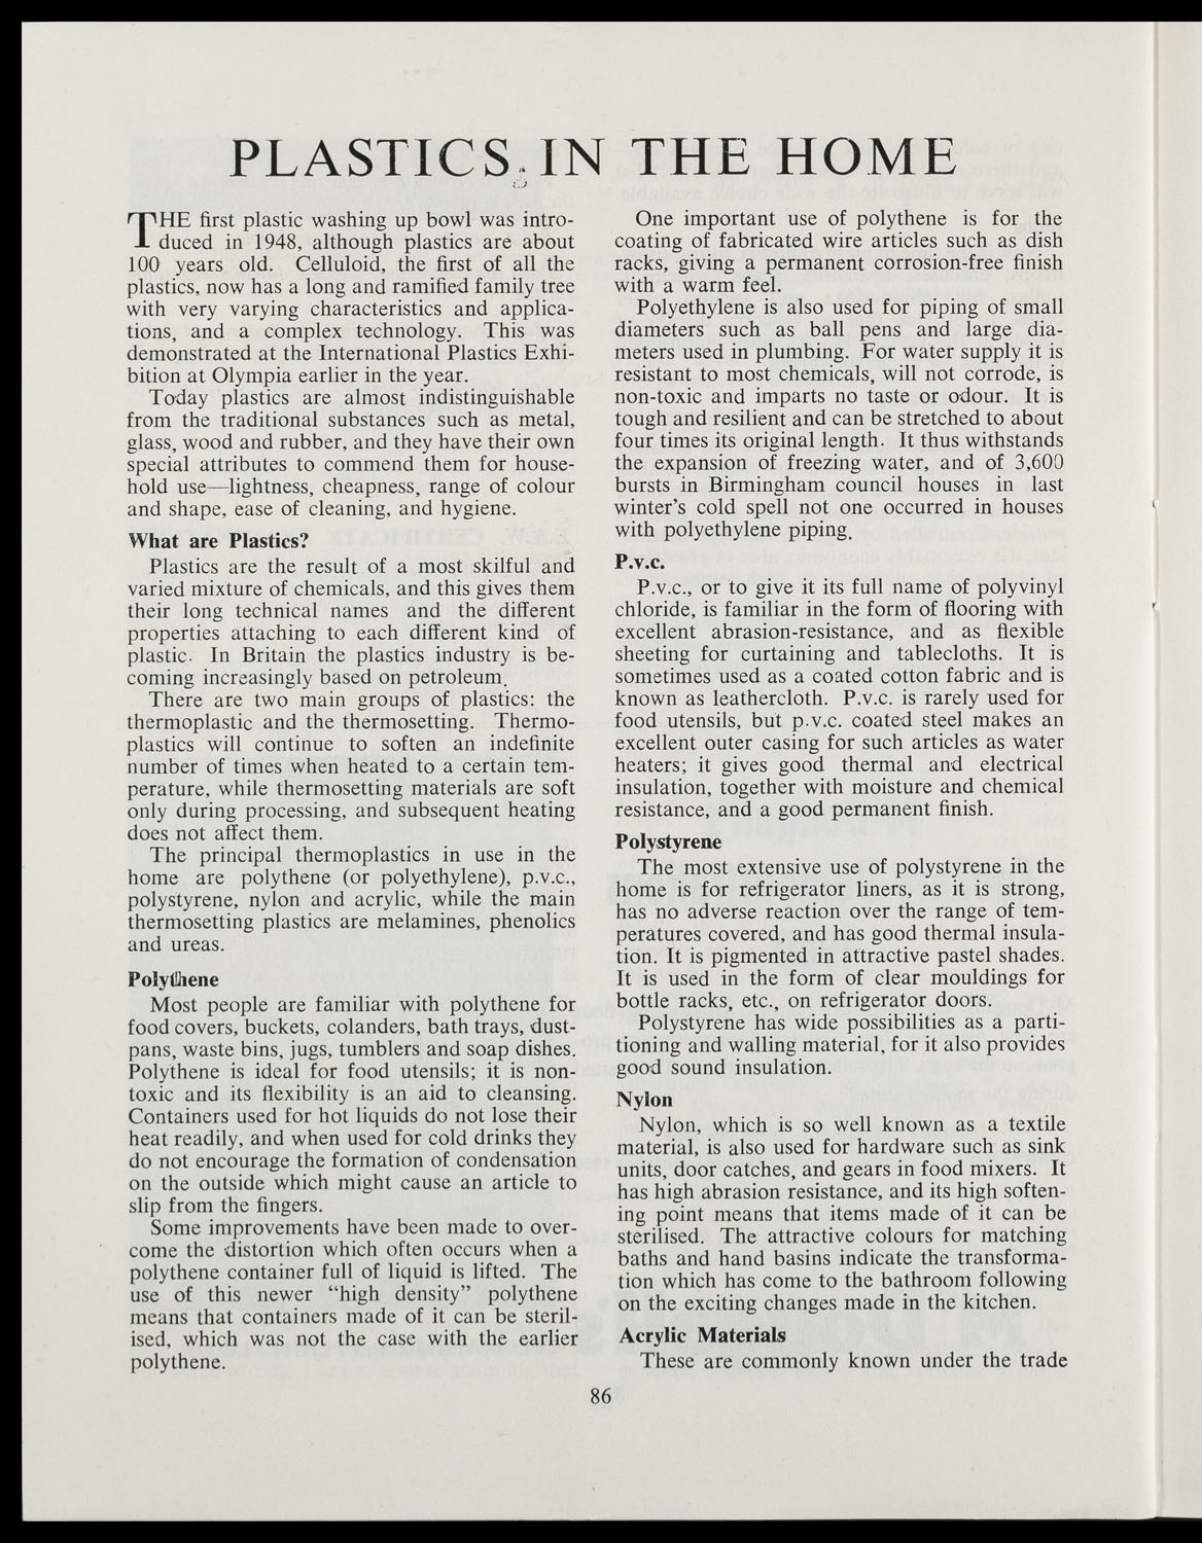 PLASTICS IN THE HOME
THE first plastic washing up bowl was intro-
duced in 1948, although plastics are about
100 years old. Celluloid, the first of all the
plastics, now has a long and ramified family tree
with very varying characteristics and applica-
tions, and a complex technology. This was
demonstrated at the International Plastics Exhi-
bition at Olympia earlier in the year.
Today plastics are almost indistinguishable
from the traditional substances such as metal,
glass, wood and rubber, and they have their own
special attributes to commend them for house-
hold use—lightness, cheapness, range of colour
and shape, ease of cleaning, and hygiene.
What are Plastics?
Plastics are the result of a most skilful and
varied mixture of chemicals, and this gives them
their long technical names and the different
properties attaching to each different kind of
plastic. In Britain the plastics industry is be-
coming increasingly based on petroleum.
There are two main groups of plastics: the
thermoplastic and the thermosetting. Thermo-
plastics will continue to soften an indefinite
number of times when heated to a certain tem-
perature, while thermosetting materials are soft
only during processing, and subsequent heating
does not affect them.
The principal thermoplastics in use in the
home are polythene (or polyethylene), p.v.c.,
polystyrene, nylon and acrylic, while the main
thermosetting plastics are melamines, phenolics
and ureas.
Polythene
Most people are familiar with polythene for
food covers, buckets, colanders, bath trays, dust-
pans, waste bins, jugs, tumblers and soap dishes.
Polythene is ideal for food utensils; it is non-
toxic and its flexibility is an aid to cleansing.
Containers used for hot liquids do not lose their
heat readily, and when used for cold drinks they
do not encourage the formation of condensation
on the outside which might cause an article to
slip from the fingers.
Some improvements have been made to over-
come the distortion which often occurs when a
polythene container full of liquid is lifted. The
use of this newer “high density” polythene
means that containers made of it can be steril-
ised, which was not the case with the earlier
polythene.
One important use of polythene is for the
coating of fabricated wire articles such as dish
racks, giving a permanent corrosion-free finish
with a warm feel.
Polyethylene is also used for piping of small
diameters such as ball pens and large dia-
meters used in plumbing. For water supply it is
resistant to most chemicals, will not corrode, is
non-toxic and imparts no taste or odour. It is
tough and resilient and can be stretched to about
four times its original length. It thus withstands
the expansion of freezing water, and of 3,600
bursts in Birmingham council houses in last
winter's cold spell not one occurred in houses
with polyethylene piping.
P.v.c.
P.v.c., or to give it its full name of polyvinyl
chloride, is familiar in the form of flooring with
excellent abrasion-resistance, and as flexible
sheeting for curtaining and tablecloths. It is
sometimes used as a coated cotton fabric and is
known as leathercloth. P.v.c. is rarely used for
food utensils, but p.v.c. coated steel makes an
excellent outer casing for such articles as water
heaters; it gives good thermal and electrical
insulation, together with moisture and chemical
resistance, and a good permanent finish.
Polystyrene
The most extensive use of polystyrene in the
home is for refrigerator liners, as it is strong,
has no adverse reaction over the range of tem-
peratures covered, and has good thermal insula-
tion. It is pigmented in attractive pastel shades.
It is used in the form of clear mouldings for
bottle racks, etc., on refrigerator doors.
Polystyrene has wide possibilities as a parti-
tioning and walling material, for it also provides
good sound insulation.
Nylon
Nylon, which is so well known as a textile
material, is also used for hardware such as sink
units, door catches, and gears in food mixers. It
has high abrasion resistance, and its high soften-
ing point means that items made of it can be
sterilised. The attractive colours for matching
baths and hand basins indicate the transforma-
tion which has come to the bathroom following
on the exciting changes made in the kitchen.
Acrylic Materials
These are commonly known under the trade
86